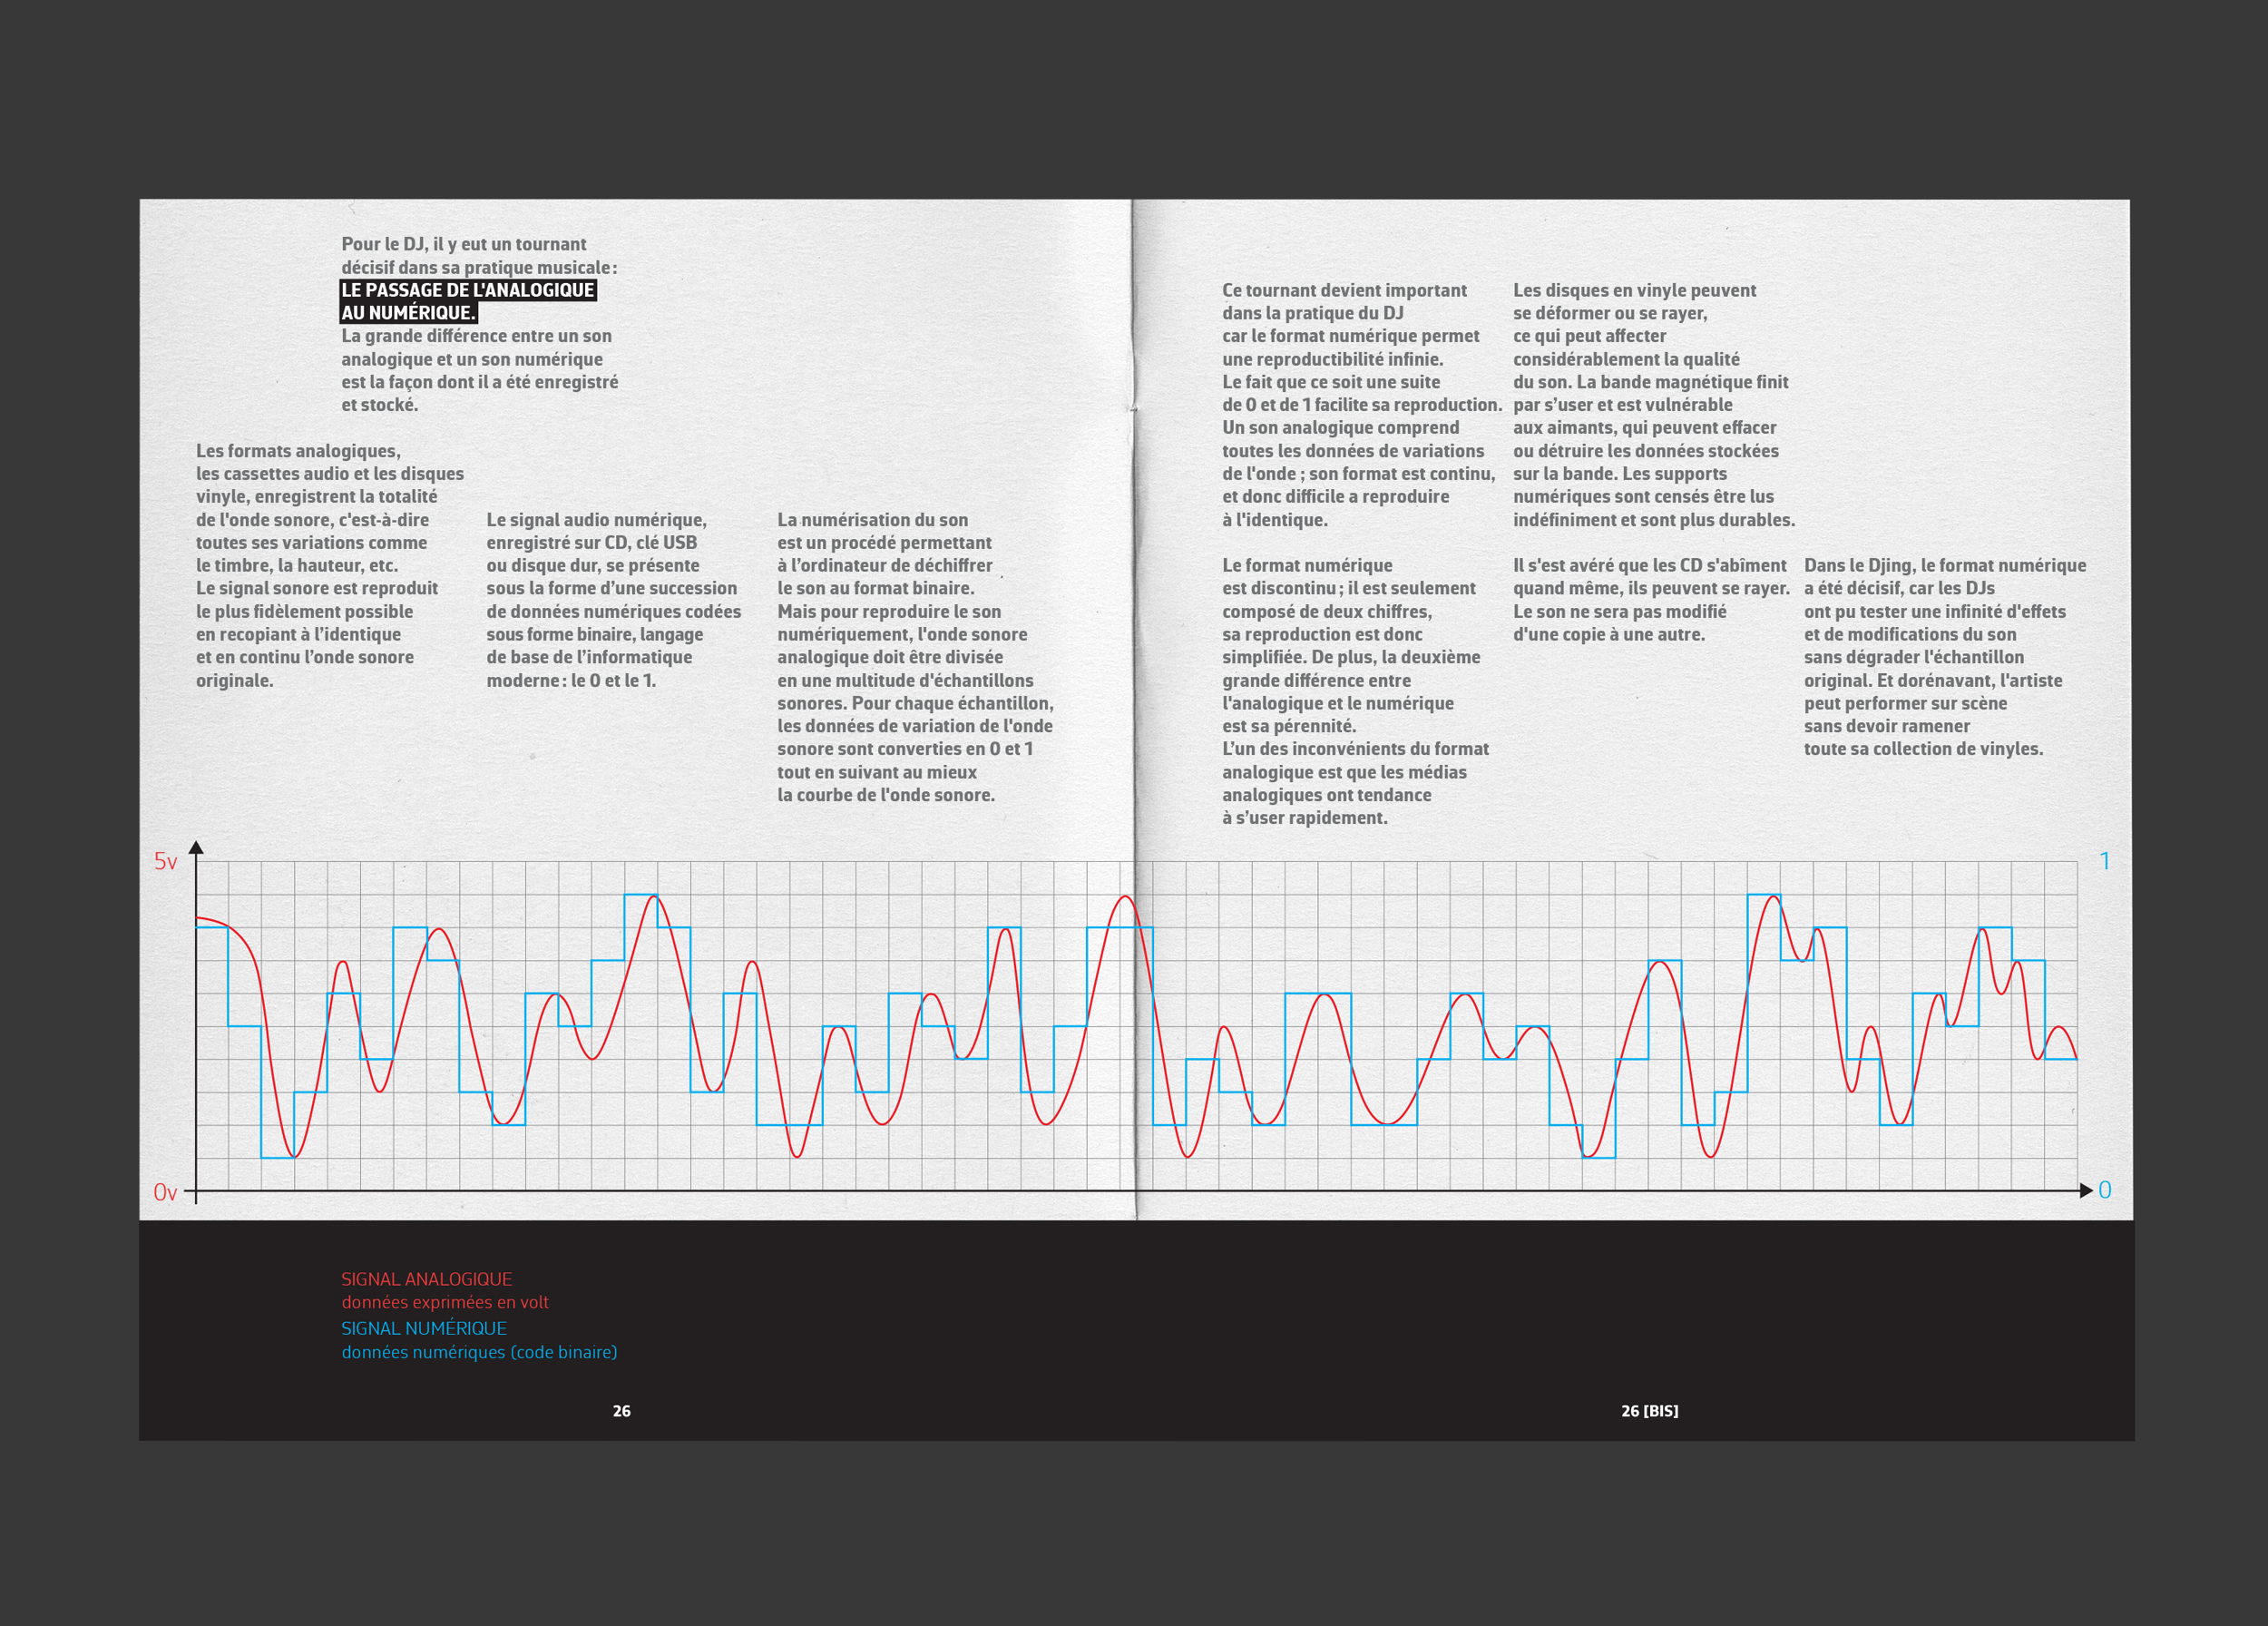 Pour le DJ, il y eut un tournant
décisif dans sa pratique musicale :
LE PASSAGE DE L'ANALOGIQUE
AU NUMÉRIQUE.
La grande différence entre un son
analogique et un son numérique
est la façon dont il a été enregistré
et stocké.
Les formats analogiques,
les cassettes audio et les disques
vinyle, enregistrent la totalité
de l'onde sonore, c'est-à-dire
toutes ses variations comme
le timbre, la hauteur, etc.
Le signal sonore est reproduit
le plus fidèlement possible
en recopiant à l’identique
et en continu l’onde sonore
originale.
Le signal audio numérique,
enregistré sur CD, clé USB
ou disque dur, se présente
sous la forme d’une succession
de données numériques codées
sous forme binaire, langage
de base de l’informatique
moderne : le 0 et le 1.
La numérisation du son
est un procédé permettant
à l’ordinateur de déchiffrer
le son au format binaire.
Mais pour reproduire le son
numériquement, l'onde sonore
analogique doit être divisée
en une multitude d'échantillons
sonores. Pour chaque échantillon,
les données de variation de l'onde
sonore sont converties en 0 et 1
tout en suivant au mieux
la courbe de l'onde sonore.
Ce tournant devient important
dans la pratique du DJ
car le format numérique permet
une reproductibilité infinie.
Le fait que ce soit une suite
de 0 et de 1 facilite sa reproduction.
Un son analogique comprend
toutes les données de variations
de l'onde ; son format est continu,
et donc difficile a reproduire
à l'identique.
Le format numérique
est discontinu ; il est seulement
composé de deux chiffres,
sa reproduction est donc
simplifiée. De plus, la deuxième
grande différence entre
l'analogique et le numérique
est sa pérennité.
L’un des inconvénients du format
analogique est que les médias
analogiques ont tendance
à s’user rapidement.
Les disques en vinyle peuvent
se déformer ou se rayer,
ce qui peut affecter
considérablement la qualité
du son. La bande magnétique finit
par s’user et est vulnérable
aux aimants, qui peuvent effacer
ou détruire les données stockées
sur la bande. Les supports
numériques sont censés être lus
indéfiniment et sont plus durables.
Il s'est avéré que les CD s'abîment
quand même, ils peuvent se rayer.
Le son ne sera pas modifié
d'une copie à une autre.
Dans le Djing, le format numérique
a été décisif, car les DJs
ont pu tester une infinité d'effets
et de modifications du son
sans dégrader l'échantillon
original. Et dorénavant, l'artiste
peut performer sur scène
sans devoir ramener
toute sa collection de vinyles.
5v
1
0v
0
SIGNAL ANALOGIQUE
données exprimées en volt
SIGNAL NUMÉRIQUE
données numériques (code binaire)
26
26 [BIS]